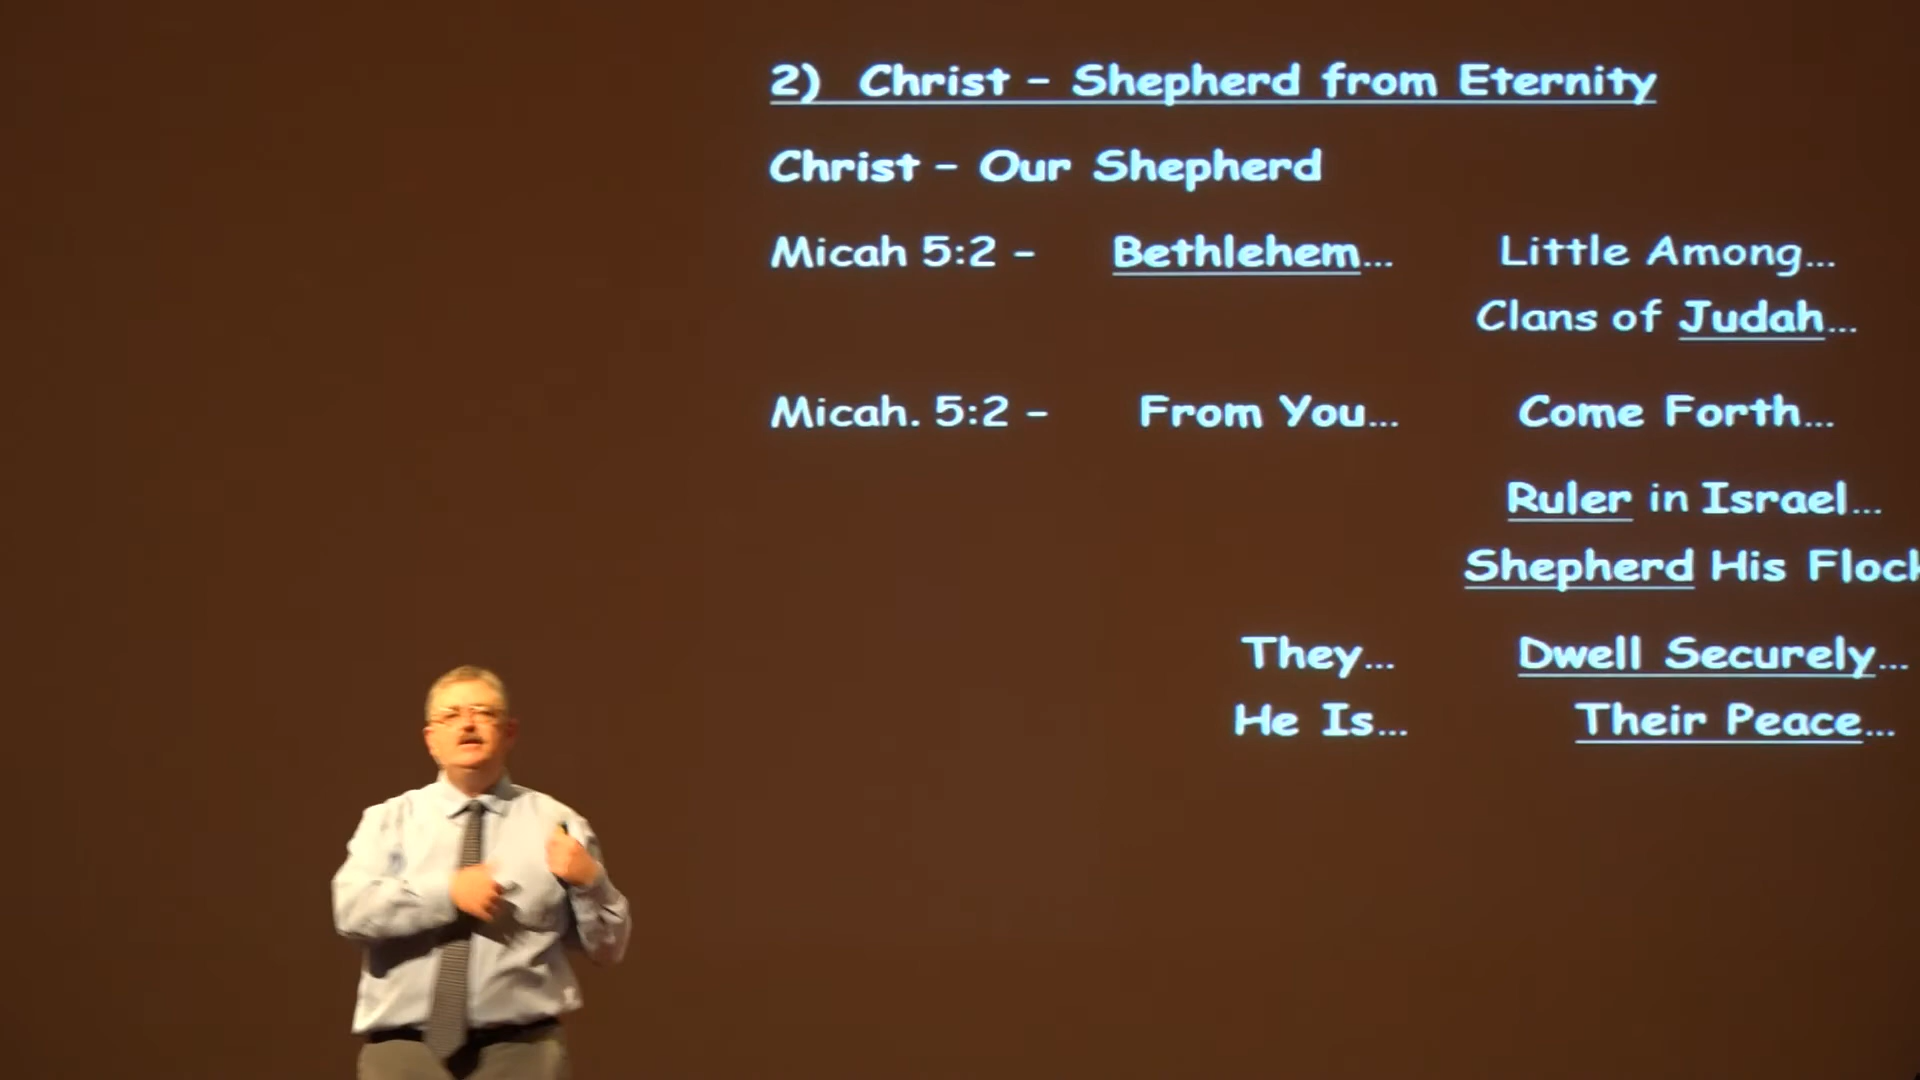 2) Christ – Shepherd from Eternity
Christ – Our Shepherd
Micah 5:2 – Bethlehem... Little Among...
Clans of Judah...
Micah. 5:2 – From You... Come Forth...
Ruler in Israel...
Shepherd His Flock
They... Dwell Securely...
He Is... Their Peace...